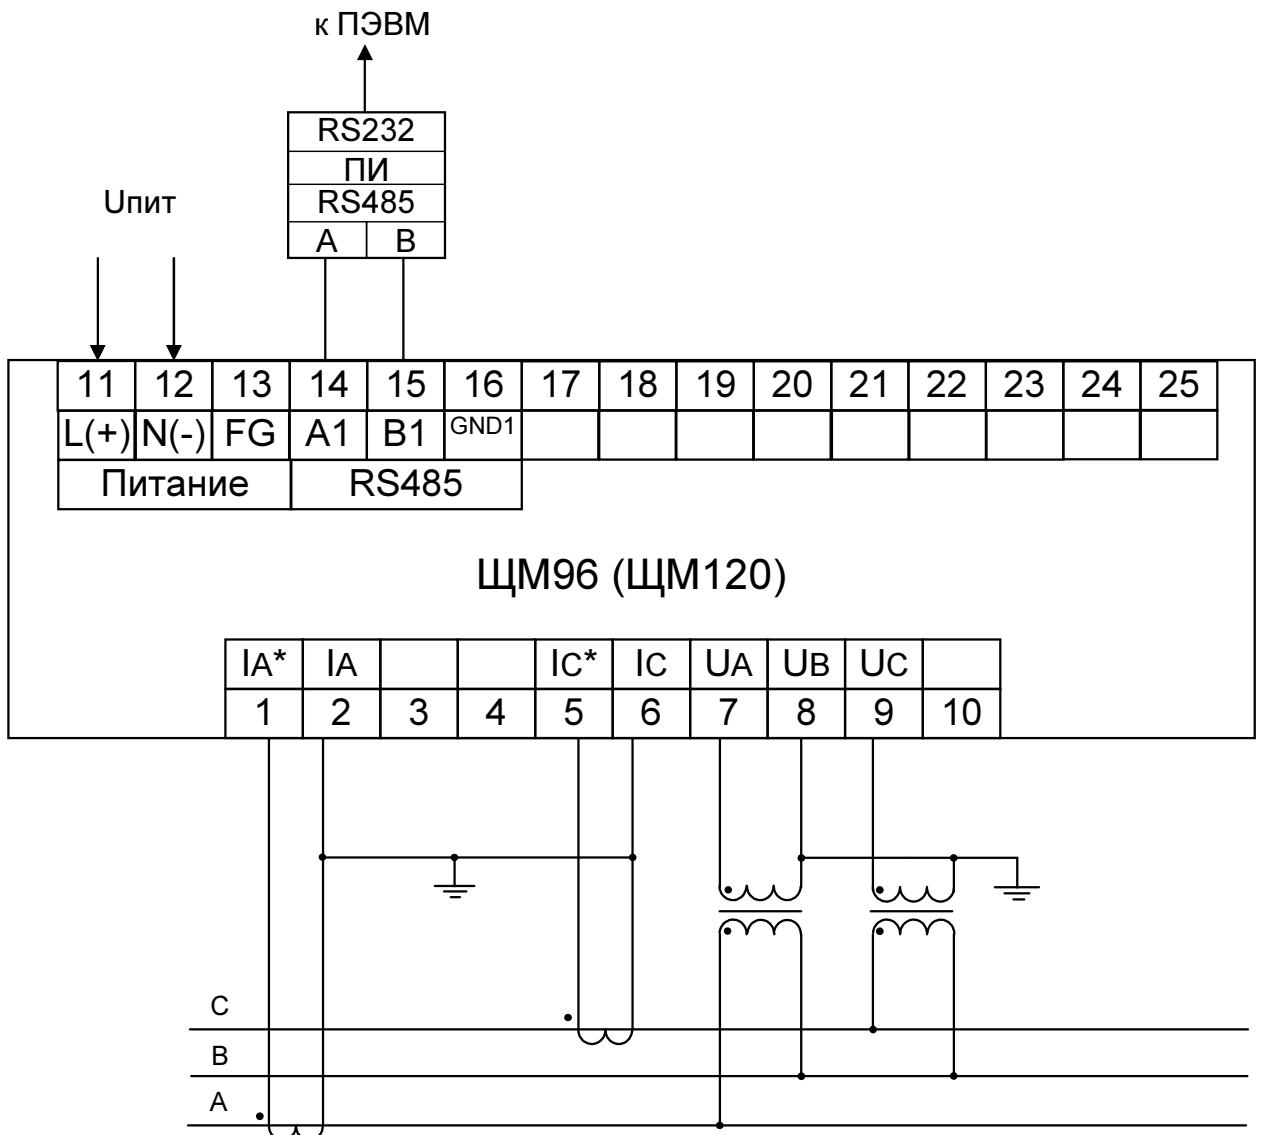 к ПЭВМ
RS232
ПИ
RS485
A B
Uпит
11 12 13 14 15 16 17 18 19 20 21 22 23 24 25
L(+) N(-) FG A1 B1 GND1
Питание RS485
ЩМ96 (ЩМ120)
IA* IA IC* IC UA UB UC
1 2 3 4 5 6 7 8 9 10
C
B
A